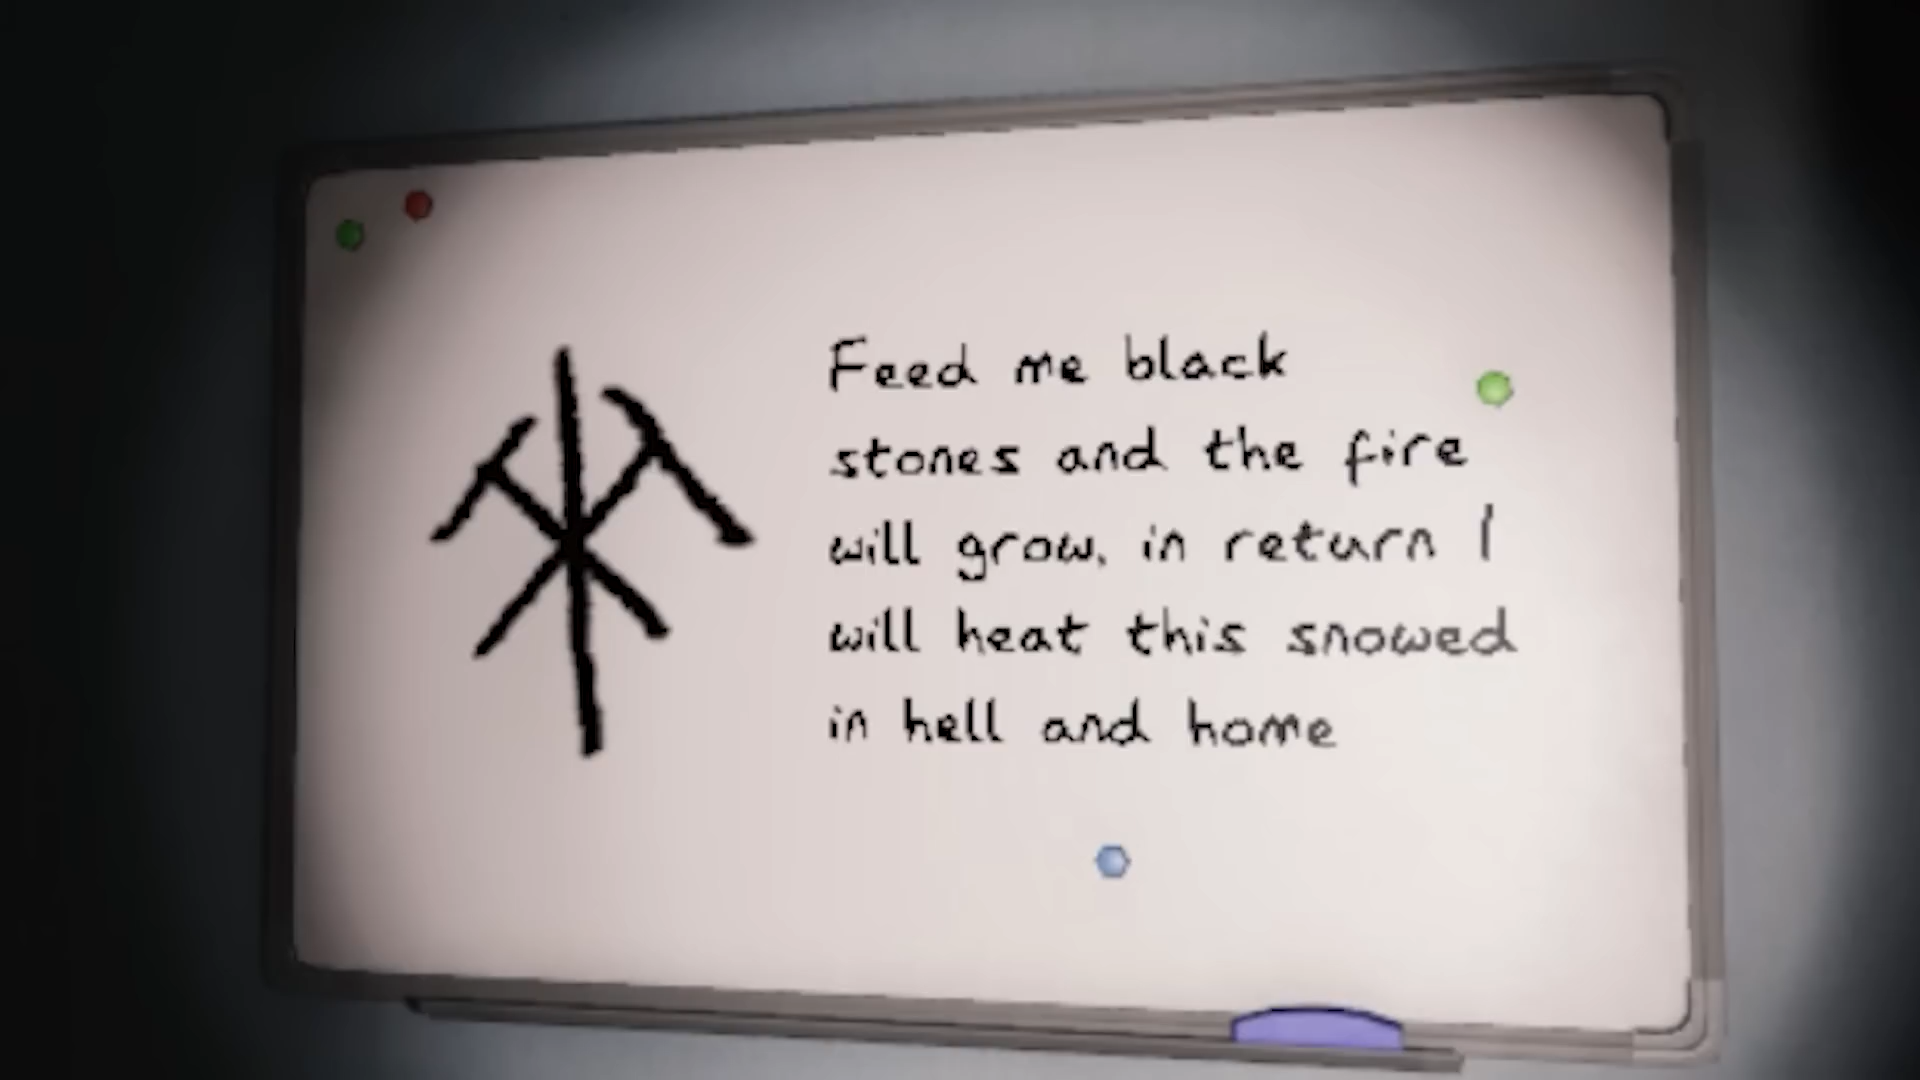 Feed me black
stones and the fire
will grow, in return I
will heat this snowed
in hell and home